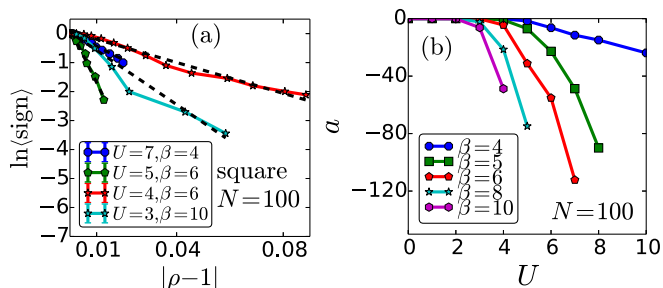 (a)
0
−1
−2
−3
−4
−5
−6
−7
ln⟨sign⟩
U=7,β=4
U=5,β=6
U=4,β=6
U=3,β=10
square
N=100
0.01 0.04 0.08
|ρ−1|
(b)
0
−40
−80
−120
a
β=4
β=5
β=6
β=8
β=10
N=100
0 2 4 6 8 10
U